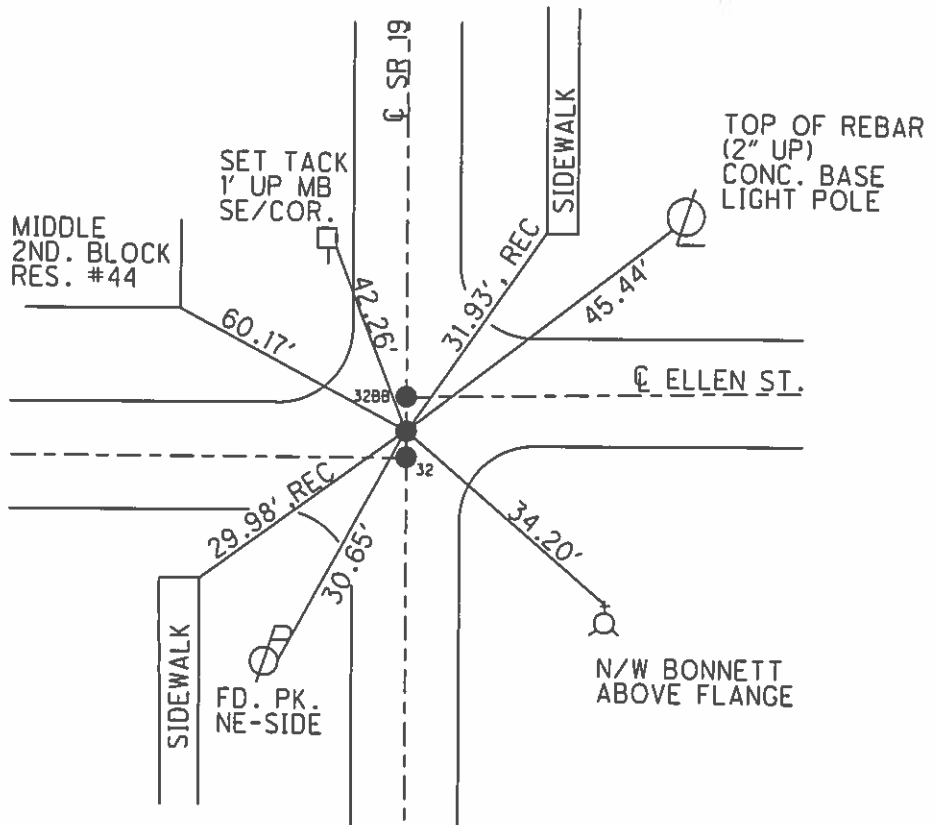 ℄ SR 19
SIDEWALK
TOP OF REBAR
(2" UP)
CONC. BASE
LIGHT POLE
SET TACK
1' UP MB
SE/COR.
MIDDLE
2ND. BLOCK
RES. #44
60.17'
42.26'
31.93', REC
45.44'
℄ ELLEN ST.
32BB
32
29.98', REC
30.65'
34.20'
SIDEWALK
FD. PK.
NE-SIDE
N/W BONNETT
ABOVE FLANGE